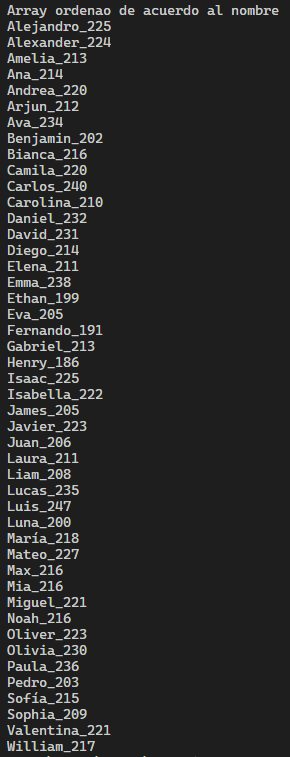 Array ordenao de acuerdo al nombre
Alejandro_225
Alexander_224
Amelia_213
Ana_214
Andrea_220
Arjun_212
Ava_234
Benjamin_202
Bianca_216
Camila_220
Carlos_240
Carolina_210
Daniel_232
David_231
Diego_214
Elena_211
Emma_238
Ethan_199
Eva_205
Fernando_191
Gabriel_213
Henry_186
Isaac_225
Isabella_222
James_205
Javier_223
Juan_206
Laura_211
Liam_208
Lucas_235
Luis_247
Luna_200
María_218
Mateo_227
Max_216
Mia_216
Miguel_221
Noah_216
Oliver_223
Olivia_230
Paula_236
Pedro_203
Sofía_215
Sophia_209
Valentina_221
William_217